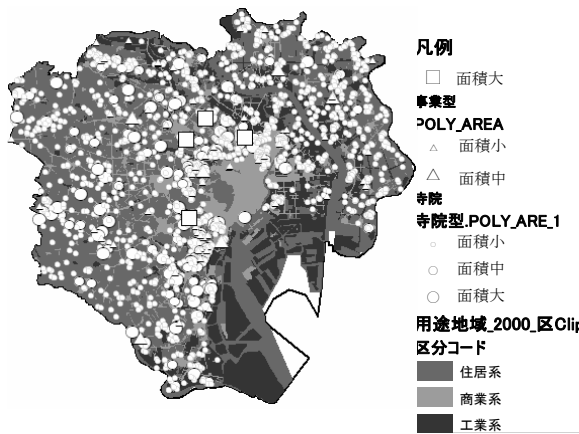 凡例
面積大
事業型
POLY_AREA
面積小
面積中
寺院
寺院型.POLY_ARE_1
面積小
面積中
面積大
用途地域_2000_区Clip
区分コード
住居系
商業系
工業系